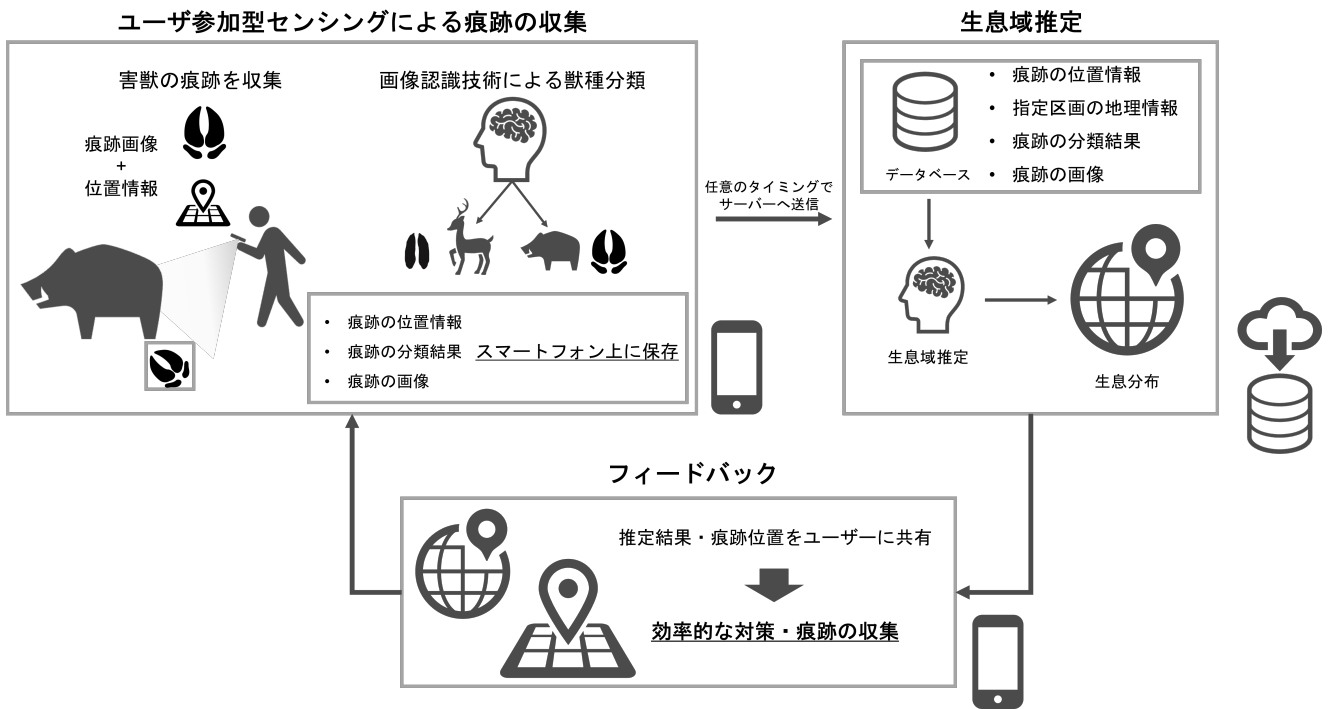 ユーザ参加型センシングによる痕跡の収集
害獣の痕跡を収集
痕跡画像
+
位置情報
画像認識技術による獣種分類
• 痕跡の位置情報
• 痕跡の分類結果
• 痕跡の画像
スマートフォン上に保存
任意のタイミングで
サーバーへ送信
生息域推定
データベース
• 痕跡の位置情報
• 指定区画の地理情報
• 痕跡の分類結果
• 痕跡の画像
生息域推定
生息分布
フィードバック
推定結果・痕跡位置をユーザーに共有
効率的な対策・痕跡の収集